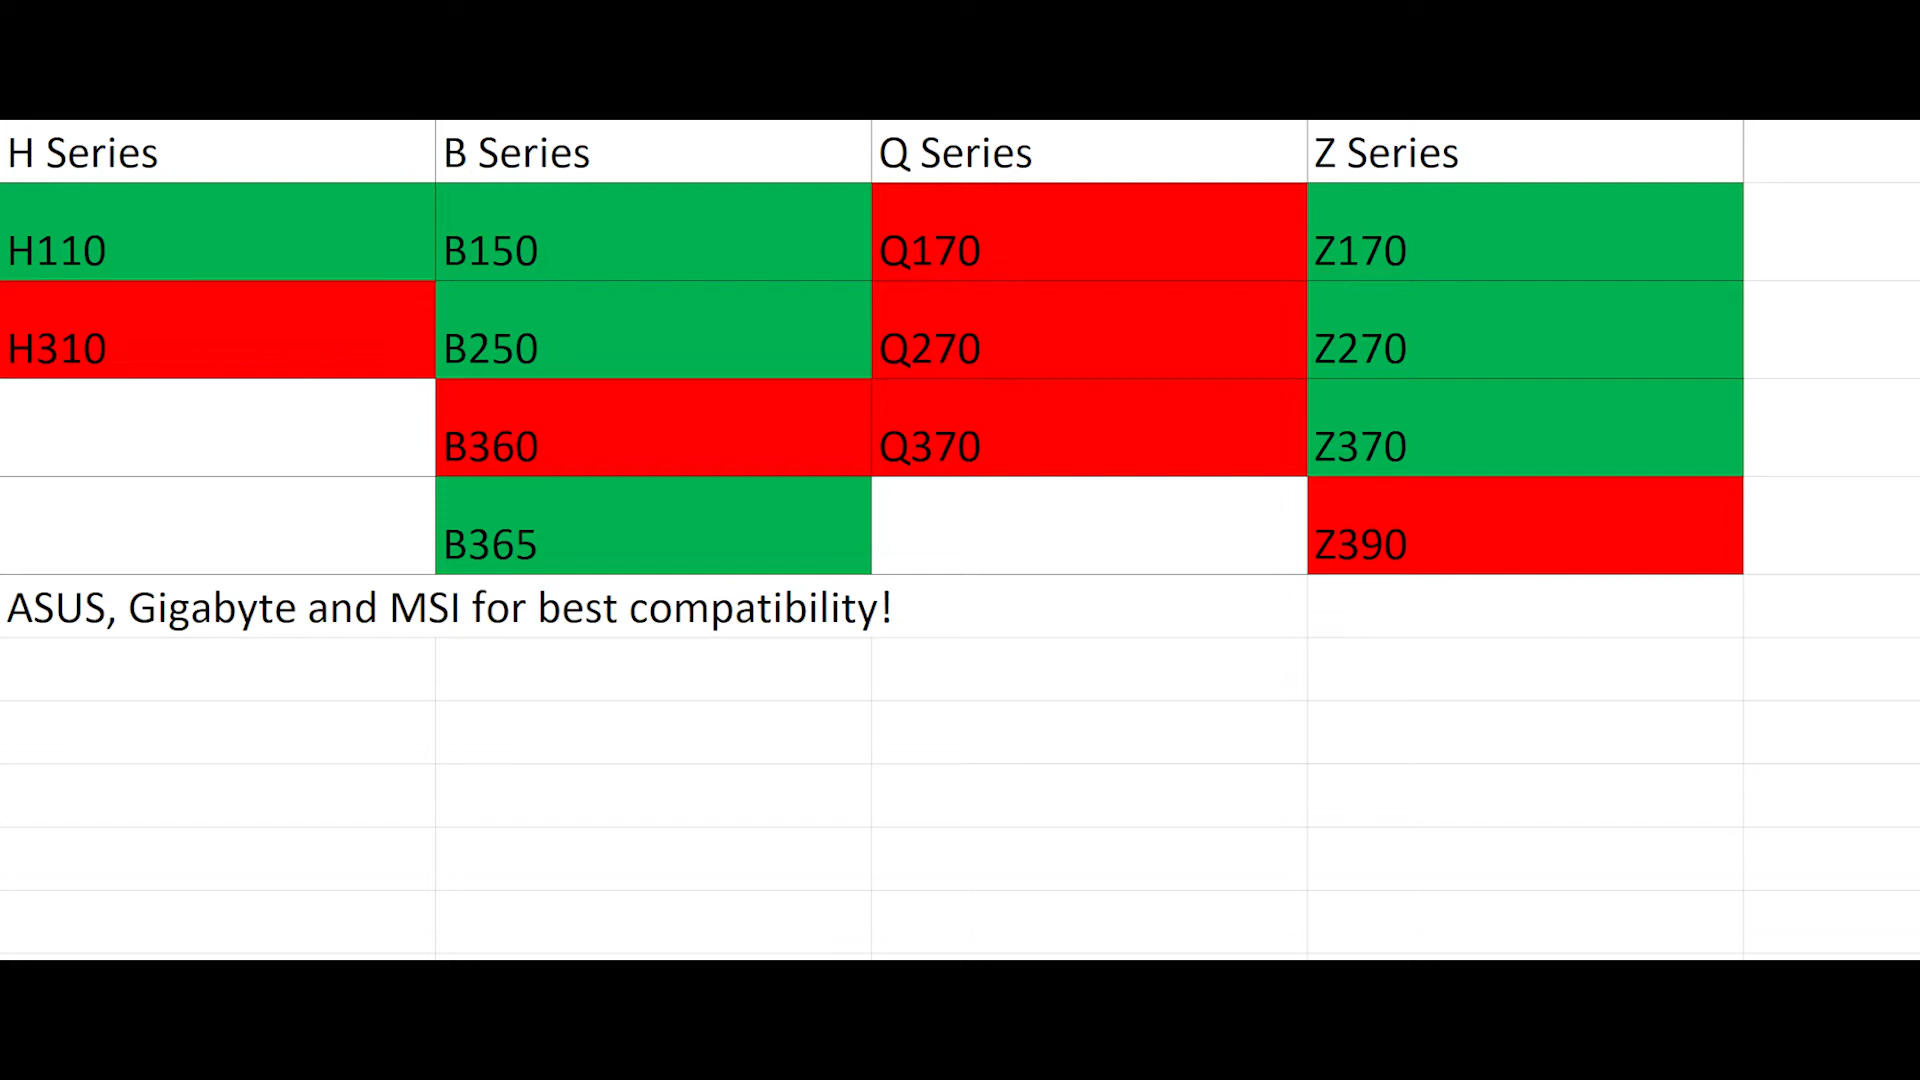 H Series B Series Q Series Z Series
H110 B150 Q170 Z170
H310 B250 Q270 Z270
B360 Q370 Z370
B365 Z390
ASUS, Gigabyte and MSI for best compatibility!